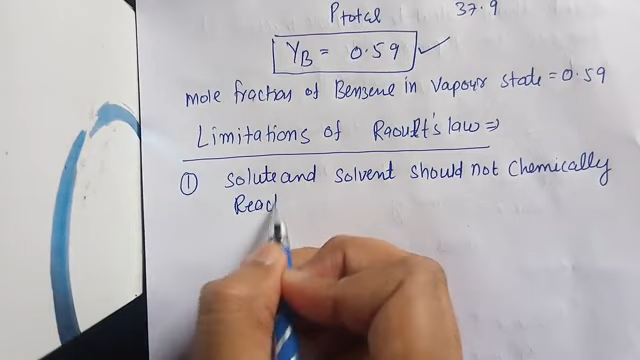 Ptotal 37.9
YB = 0.59
mole fraction of Benzene in Vapour state = 0.59
Limitations of Raoult's law ⇒
① Solute and Solvent should not Chemically
Reac